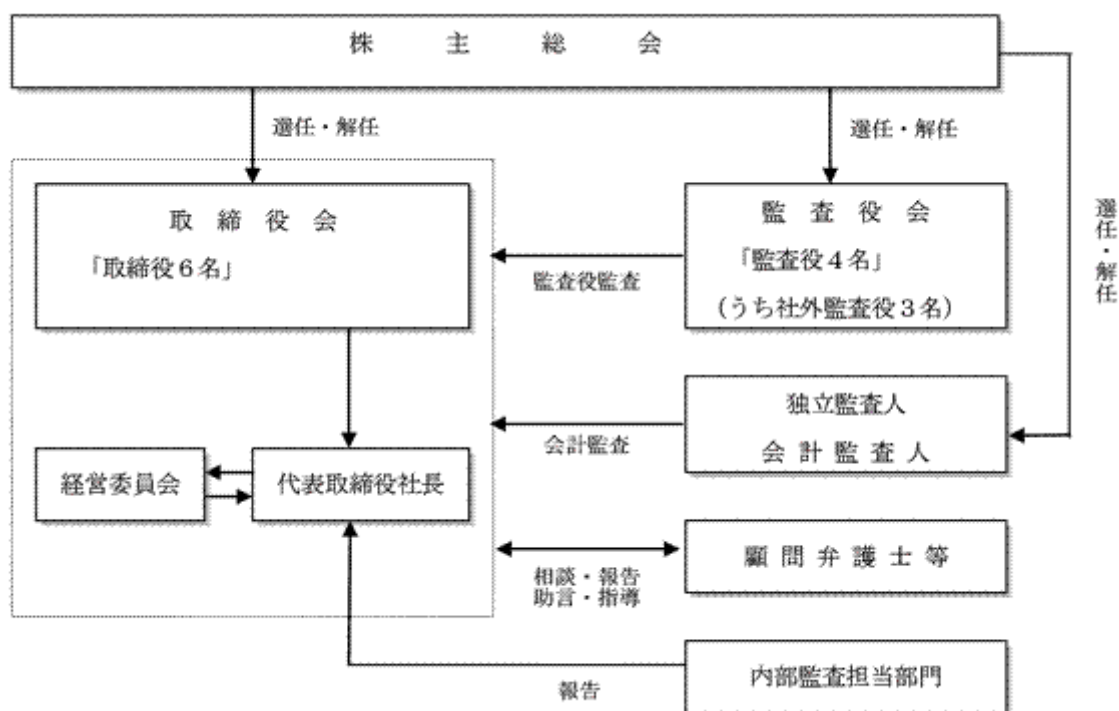 株主総会
選任・解任
選任・解任
選任・解任
取締役会
「取締役６名」
監査役会
「監査役４名」
（うち社外監査役３名）
監査役監査
独立監査人
会計監査人
会計監査
経営委員会
代表取締役社長
顧問弁護士等
相談・報告
助言・指導
内部監査担当部門
報告